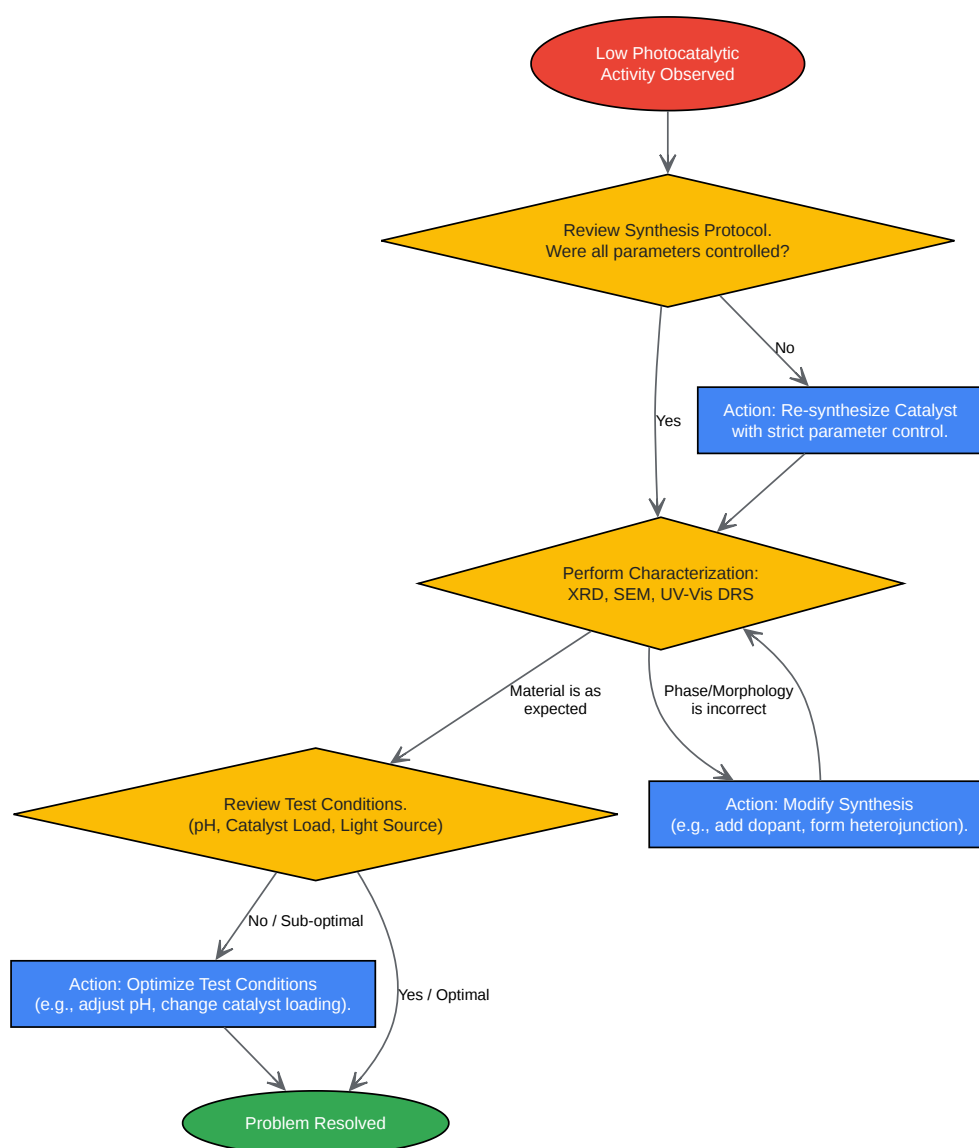 Low Photocatalytic
Activity Observed
Review Synthesis Protocol.
Were all parameters controlled?
No
Action: Re-synthesize Catalyst
with strict parameter control.
Yes
Perform Characterization:
XRD, SEM, UV-Vis DRS
Material is as
expected
Phase/Morphology
is incorrect
Review Test Conditions.
(pH, Catalyst Load, Light Source)
Action: Modify Synthesis
(e.g., add dopant, form heterojunction).
No / Sub-optimal
Action: Optimize Test Conditions
(e.g., adjust pH, change catalyst loading).
Yes / Optimal
Problem Resolved